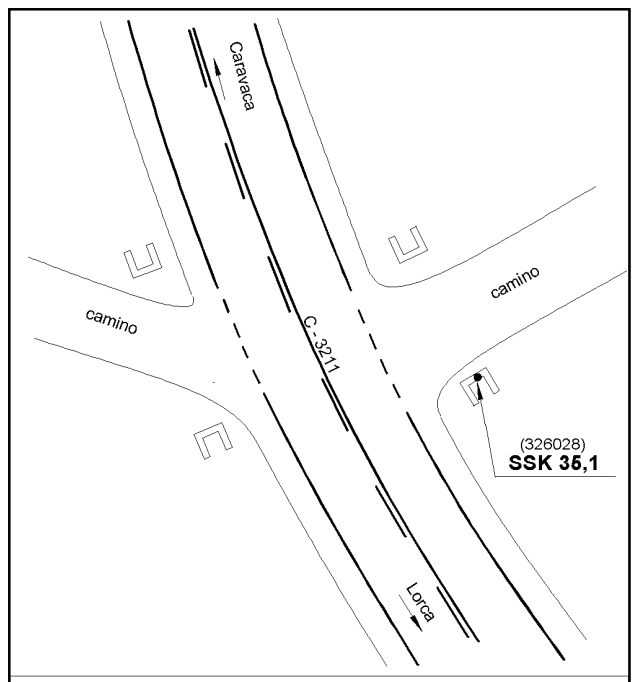 Caravaca
camino
camino
C - 3211
(326028)
SSK 35,1
Lorca